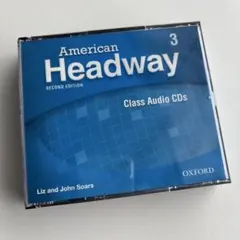 American
Headway 3
SECOND EDITION
Class Audio CDs
Liz and John Soars
OXFORD